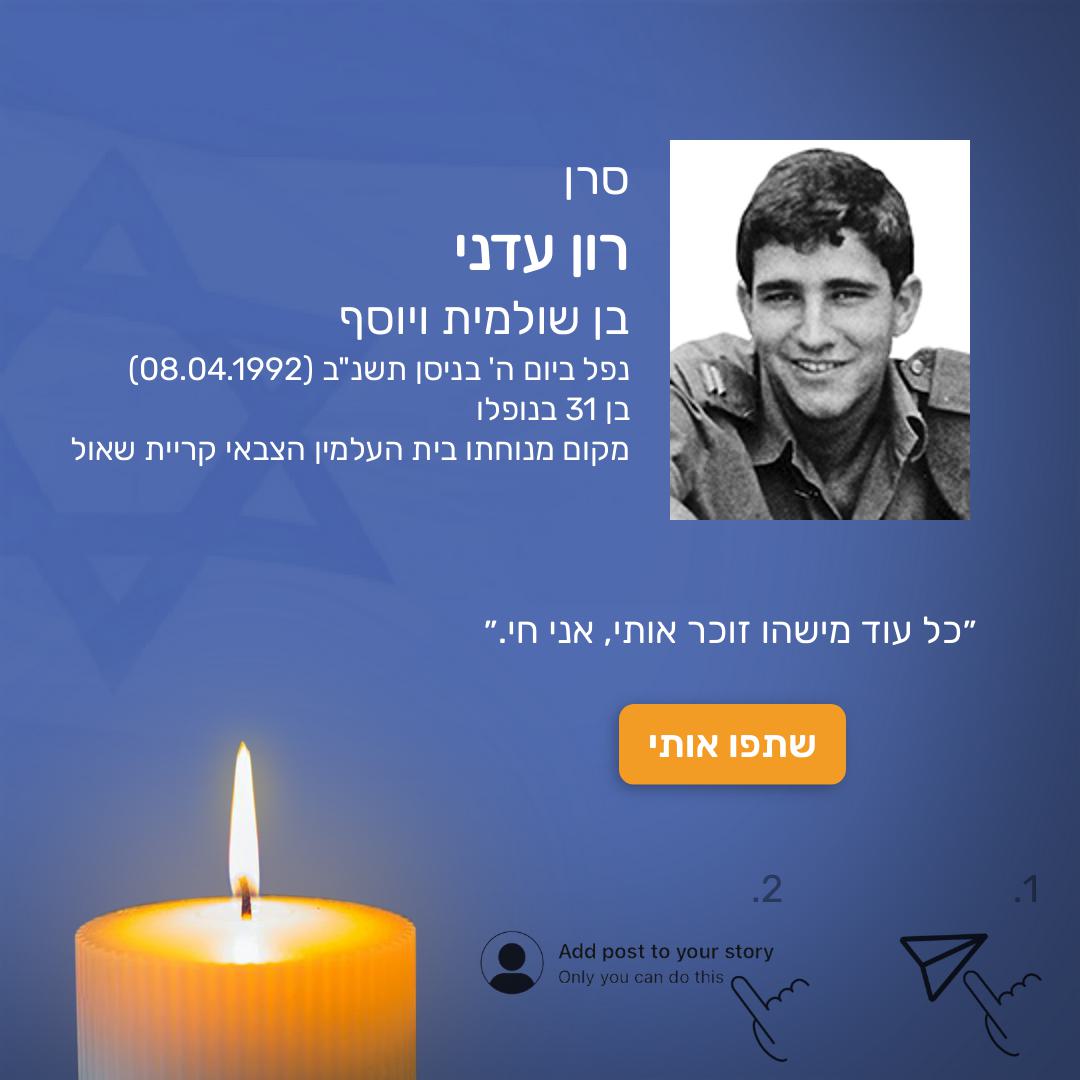 סרן
רון עדני
בן שולמית ויוסף
נפל ביום ה' בניסן תשנ"ב (08.04.1992)
בן 31 בנופלו
מקום מנוחתו בית העלמין הצבאי קריית שאול
״כל עוד מישהו זוכר אותי, אני חי.״
שתפו אותי
1.
2.
Add post to your story
Only you can do this